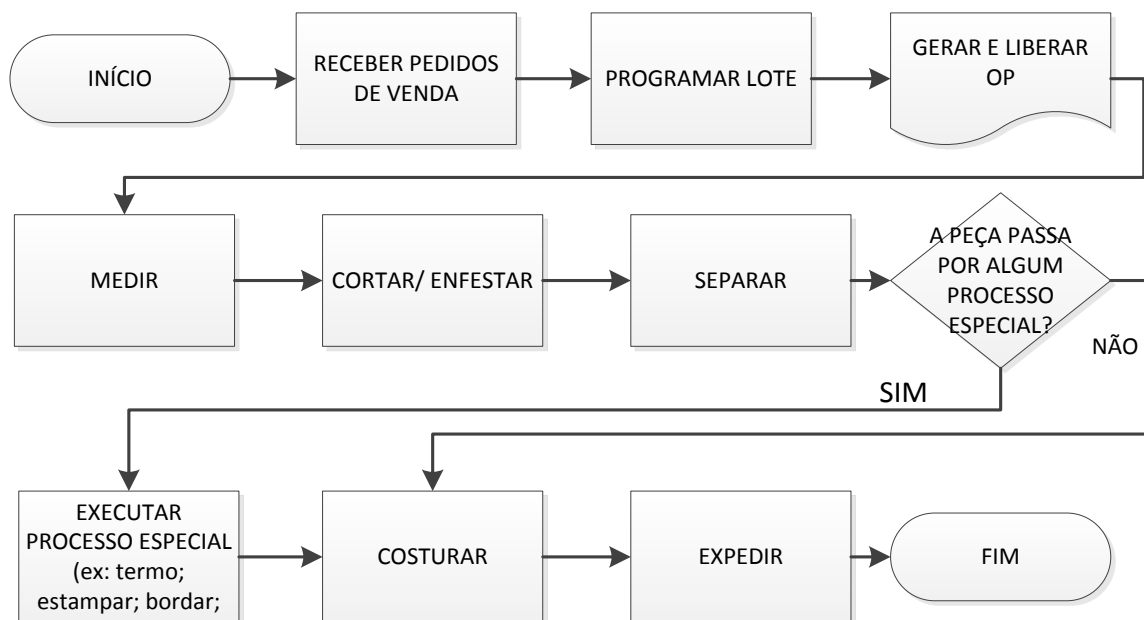 INÍCIO
RECEBER PEDIDOS
DE VENDA
PROGRAMAR LOTE
GERAR E LIBERAR
OP
MEDIR
CORTAR/ ENFESTAR
SEPARAR
A PEÇA PASSA
POR ALGUM
PROCESSO
ESPECIAL?
NÃO
SIM
EXECUTAR
PROCESSO ESPECIAL
(ex: termo;
estampar; bordar;
COSTURAR
EXPEDIR
FIM